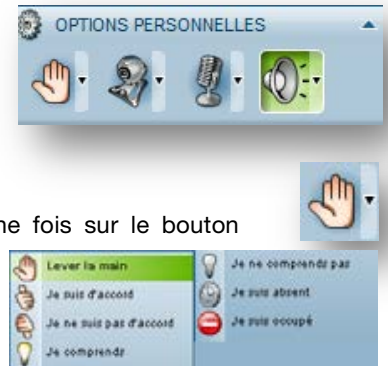 OPTIONS PERSONNELLES
ne fois sur le bouton
Lever la main
Je suis d'accord
Je ne suis pas d'accord
Je comprends
Je ne comprends pas
Je suis absent
Je suis occupé